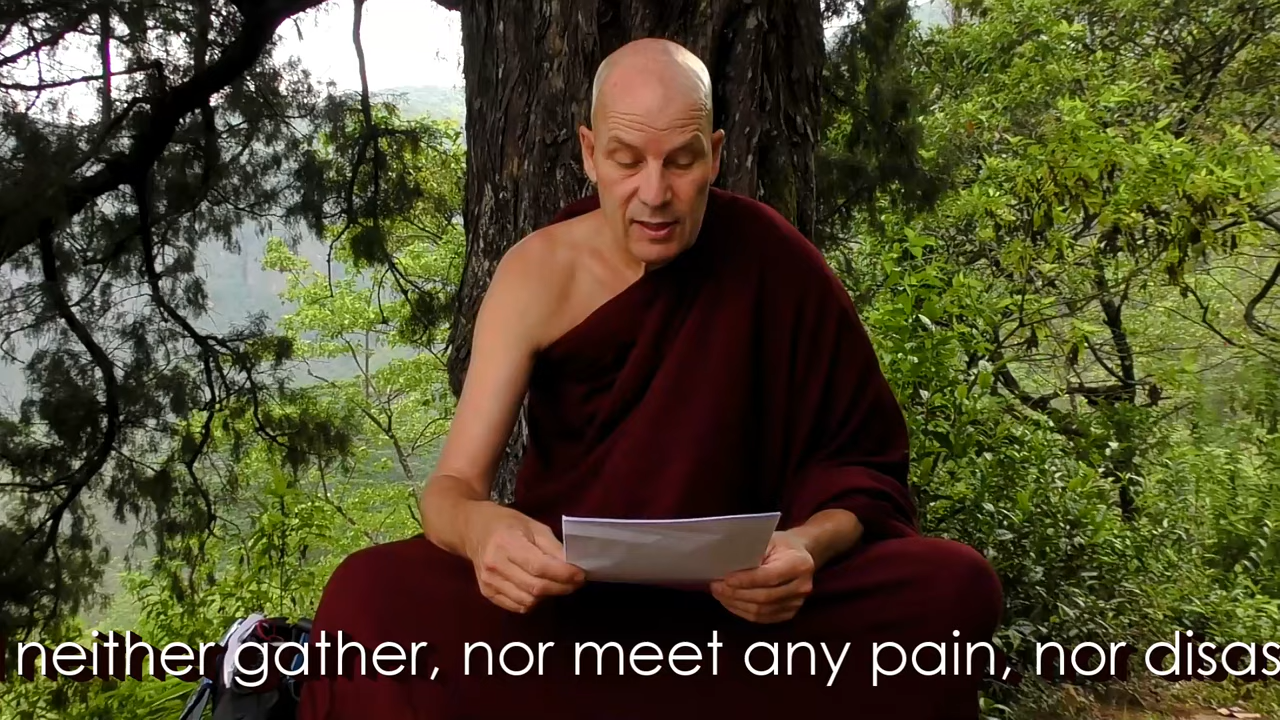 neither gather, nor meet any pain, nor disas